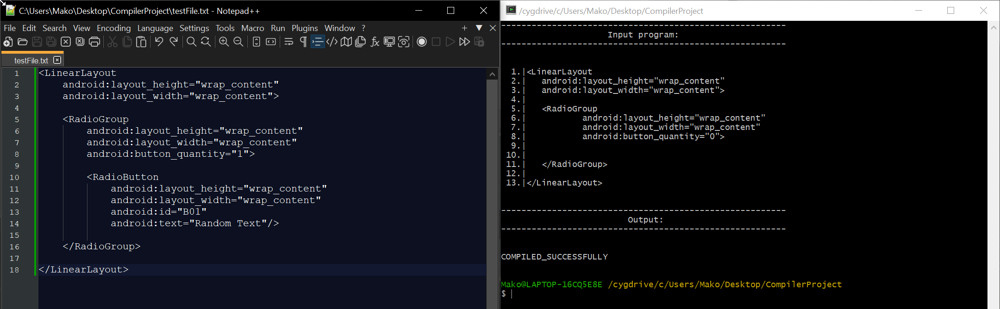 C:\Users\Mako\Desktop\CompilerProject\testFile.txt - Notepad++
File Edit Search View Encoding Language Settings Tools Macro Run Plugins Window ?
testFile.txt
1 <LinearLayout
2     android:layout_height="wrap_content"
3     android:layout_width="wrap_content">
4
5     <RadioGroup
6         android:layout_height="wrap_content"
7         android:layout_width="wrap_content"
8         android:button_quantity="1">
9
10         <RadioButton
11             android:layout_height="wrap_content"
12             android:layout_width="wrap_content"
13             android:id="B01"
14             android:text="Random Text"/>
15
16     </RadioGroup>
17
18 </LinearLayout>
/cygdrive/c/Users/Mako/Desktop/CompilerProject
--------------------------------------------------------
Input program:
--------------------------------------------------------
1.|<LinearLayout
2.|   android:layout_height="wrap_content"
3.|   android:layout_width="wrap_content">
4.|
5.|   <RadioGroup
6.|           android:layout_height="wrap_content"
7.|           android:layout_width="wrap_content"
8.|           android:button_quantity="0">
9.|
10.|
11.|   </RadioGroup>
12.|
13.|</LinearLayout>
--------------------------------------------------------
Output:
--------------------------------------------------------
COMPILED_SUCCESSFULLY
Mako@LAPTOP-16CQ5E8E /cygdrive/c/Users/Mako/Desktop/CompilerProject
$